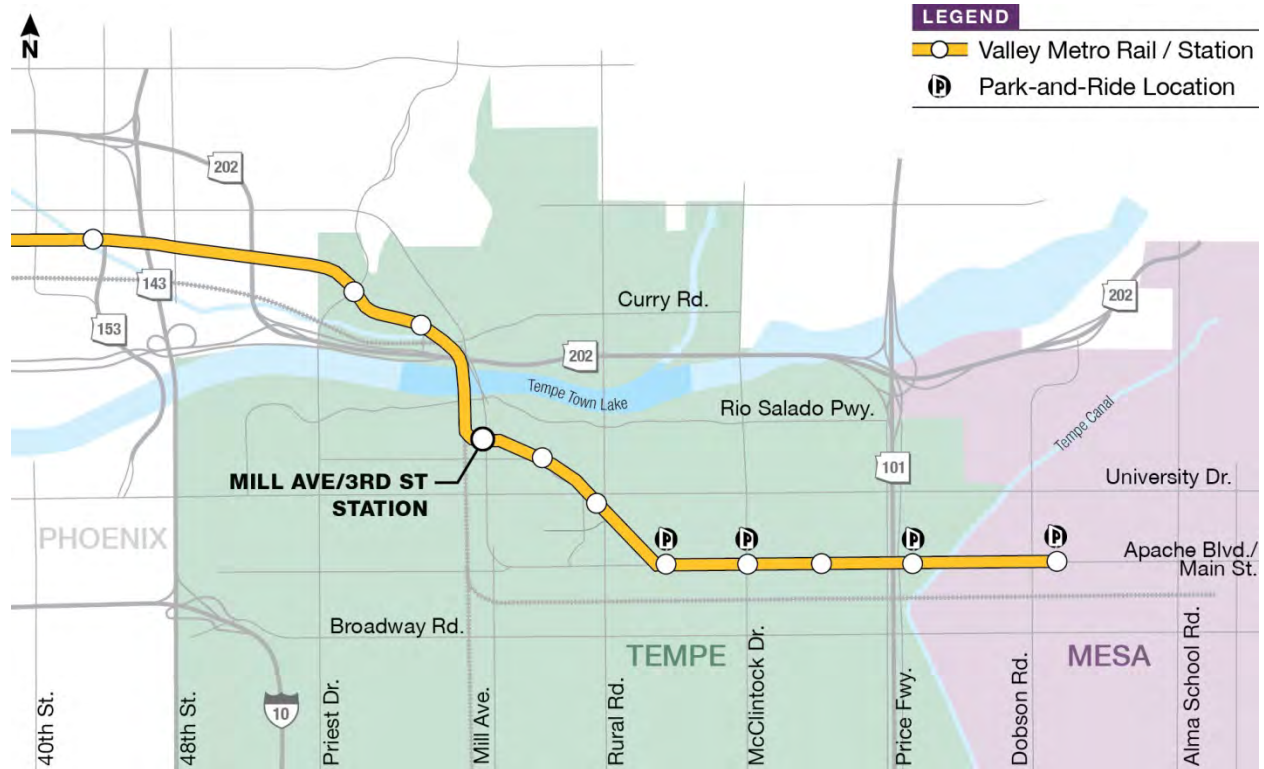 N
LEGEND
Valley Metro Rail / Station
P Park-and-Ride Location
202
143
153
Curry Rd.
202
202
Tempe Town Lake
Rio Salado Pwy.
Tempe Canal
MILL AVE/3RD ST
STATION
101
University Dr.
PHOENIX
P
P
P
P
Apache Blvd./
Main St.
Broadway Rd.
TEMPE
MESA
10
40th St.
48th St.
Priest Dr.
Mill Ave.
Rural Rd.
McClintock Dr.
Price Fwy.
Dobson Rd.
Alma School Rd.